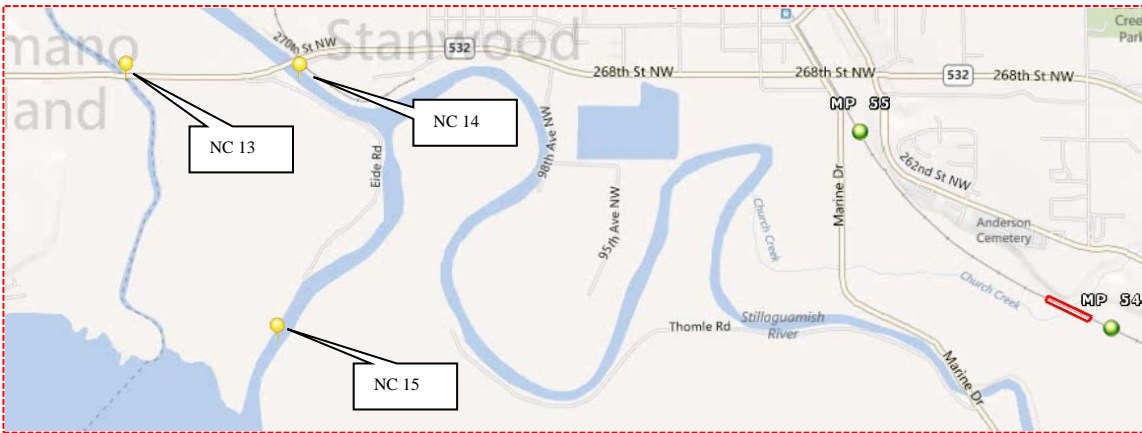 Cree
Park
mano
and
Stanwood
270th St NW
532
268th St NW
268th St NW
532
268th St NW
MP 55
NC 13
NC 14
Eide Rd
98th Ave NW
95th Ave NW
Marine Dr
262nd St NW
Anderson
Cemetery
Church Creek
Church Creek
MP 54
Stillaguamish
River
Thomle Rd
Marine Dr
NC 15